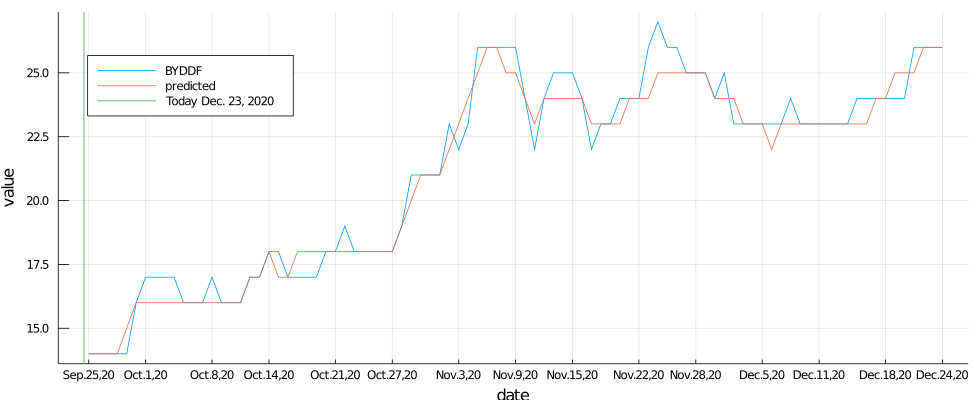 25.0
22.5
20.0
17.5
15.0
value
BYDDF
predicted
Today Dec. 23, 2020
Sep.25,20 Oct.1,20 Oct.8,20 Oct.14,20 Oct.21,20 Oct.27,20 Nov.3,20 Nov.9,20 Nov.15,20 Nov.22,20 Nov.28,20 Dec.5,20 Dec.11,20 Dec.18,20 Dec.24,20
date